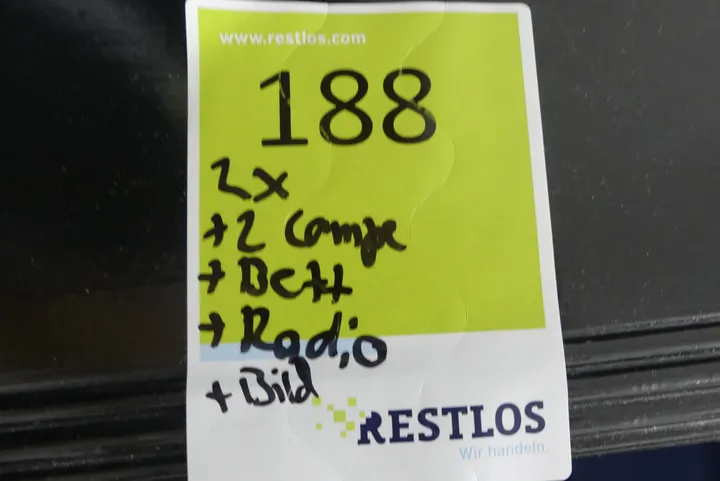 www.restlos.com
188
2x
+2 Lampe
+ Bett
+ Radio
+ Bild
RESTLOS
Wir handeln.